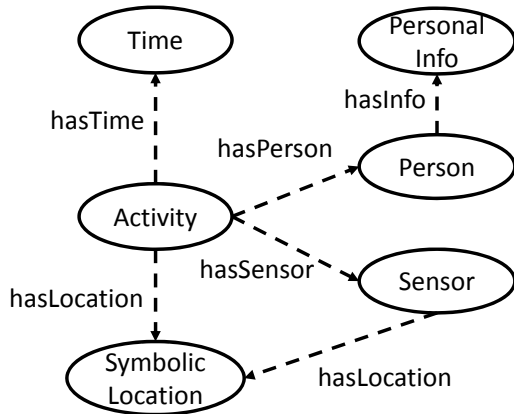 Time
Personal
Info
hasTime
hasInfo
hasPerson
Person
Activity
hasSensor
Sensor
hasLocation
Symbolic
Location
hasLocation